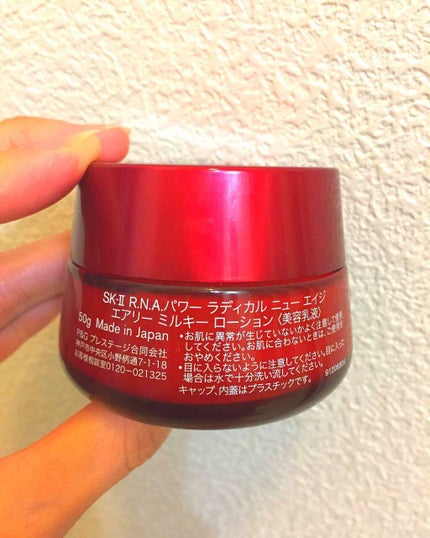 SK-II R.N.A.パワー ラディカル ニュー エイジ
エアリー ミルキー ローション〈美容乳液〉
50g Made in Japan
P&G プレステージ合同会社
神戸市中央区小野柄通7-1-18
お客様相談室0120-021325
•お肌に異常が生じていないかよく注意して使用
してください。お肌に合わないときは、ご使用を
おやめください。
•目に入らないように注意してください。目に入った
場合は水で十分洗い流してください。
キャップ、内蓋はプラスチックです。